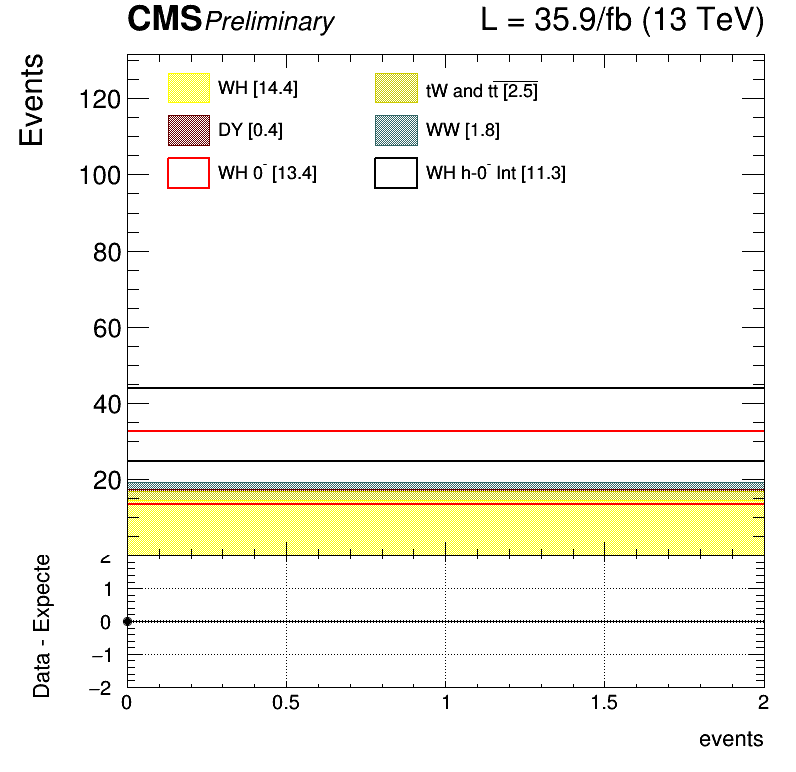 CMS Preliminary L = 35.9/fb (13 TeV)
Events
WH [14.4] tW and tt̅ [2.5]
DY [0.4] WW [1.8]
WH 0⁻ [13.4] WH h-0⁻ Int [11.3]
120
100
80
60
40
20
Data - Expecte
2
1
0
−1
−2
0 0.5 1 1.5 2
events